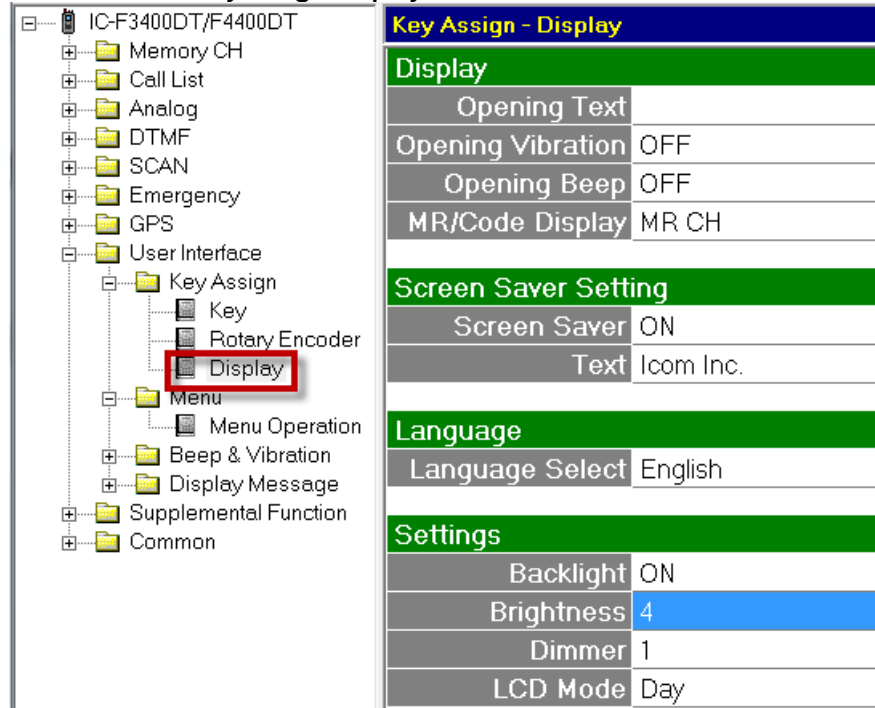 IC-F3400DT/F4400DT
Memory CH
Call List
Analog
DTMF
SCAN
Emergency
GPS
User Interface
Key Assign
Key
Rotary Encoder
Display
Menu
Menu Operation
Beep & Vibration
Display Message
Supplemental Function
Common
Key Assign - Display
Display
Opening Text
Opening Vibration OFF
Opening Beep OFF
MR/Code Display MR CH
Screen Saver Setting
Screen Saver ON
Text Icom Inc.
Language
Language Select English
Settings
Backlight ON
Brightness 4
Dimmer 1
LCD Mode Day